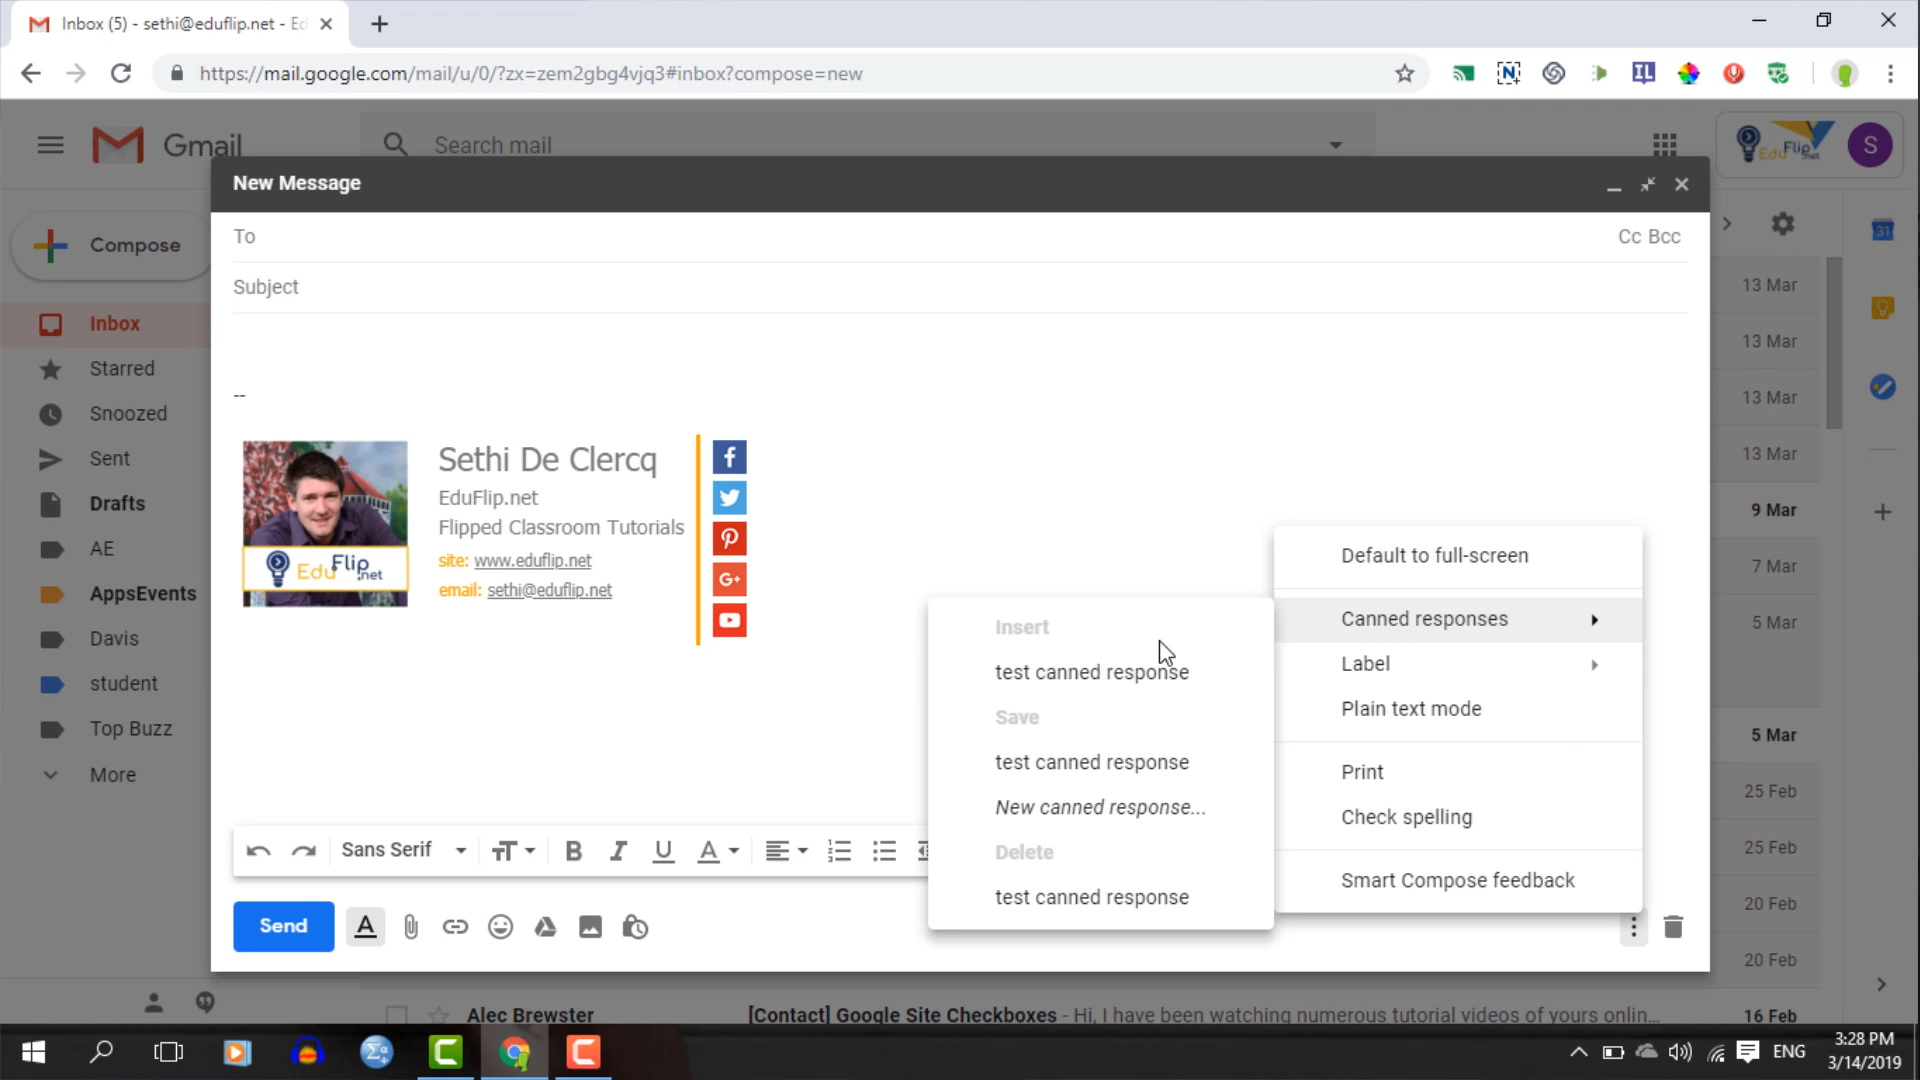 Inbox (5) - sethi@eduflip.net - Ed
https://mail.google.com/mail/u/0/?zx=zem2gbg4vjq3#inbox?compose=new
IL
Gmail
Search mail
EduFlip.net
S
New Message
To
Cc Bcc
Subject
Compose
31
Inbox
Starred
Snoozed
Sent
Drafts
AE
AppsEvents
Davis
student
Top Buzz
More
--
Sethi De Clercq
EduFlip.net
Flipped Classroom Tutorials
site: www.eduflip.net
email: sethi@eduflip.net
EduFlip.net
Default to full-screen
Canned responses
Label
Plain text mode
Print
Check spelling
Smart Compose feedback
Insert
test canned response
Save
test canned response
New canned response...
Delete
test canned response
Sans Serif
Send
13 Mar
13 Mar
13 Mar
13 Mar
9 Mar
7 Mar
5 Mar
5 Mar
25 Feb
25 Feb
20 Feb
20 Feb
Alec Brewster
[Contact] Google Site Checkboxes - Hi, I have been watching numerous tutorial videos of yours onlin...
16 Feb
ENG
3:28 PM
3/14/2019